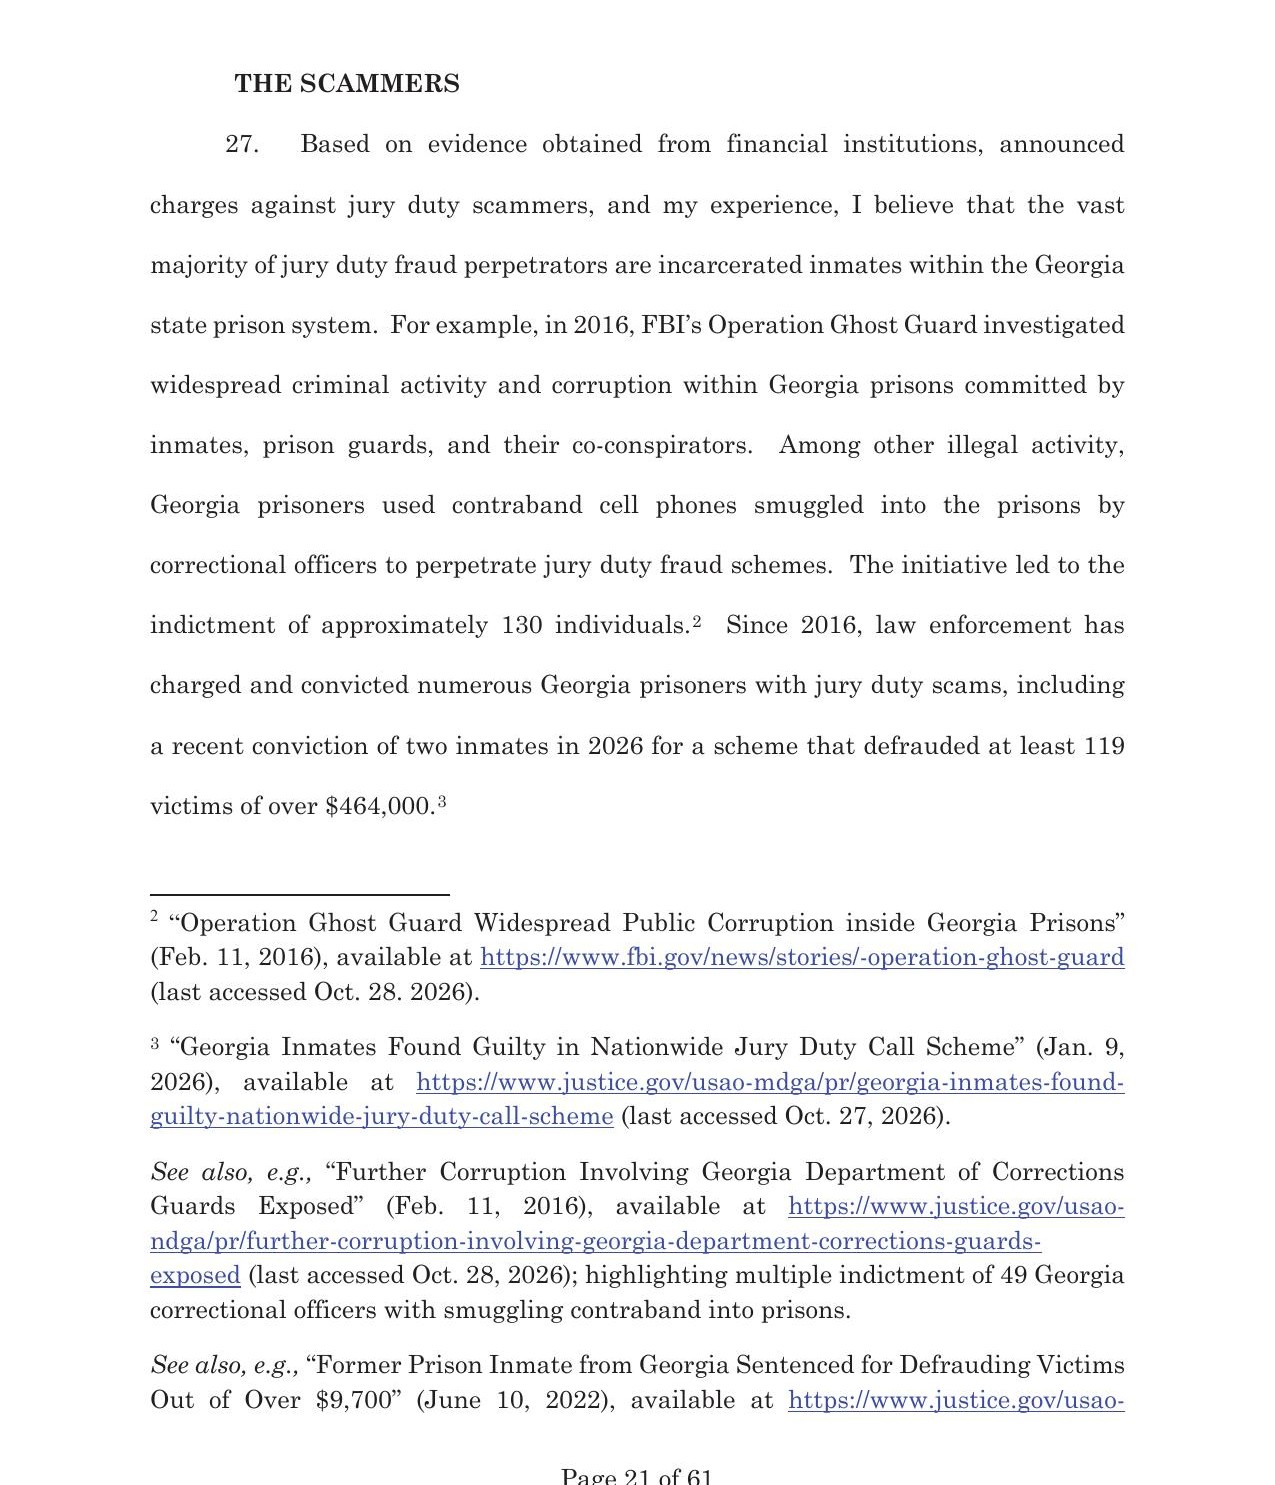 THE SCAMMERS
27. Based on evidence obtained from financial institutions, announced
charges against jury duty scammers, and my experience, I believe that the vast
majority of jury duty fraud perpetrators are incarcerated inmates within the Georgia
state prison system. For example, in 2016, FBI’s Operation Ghost Guard investigated
widespread criminal activity and corruption within Georgia prisons committed by
inmates, prison guards, and their co-conspirators. Among other illegal activity,
Georgia prisoners used contraband cell phones smuggled into the prisons by
correctional officers to perpetrate jury duty fraud schemes. The initiative led to the
indictment of approximately 130 individuals.2 Since 2016, law enforcement has
charged and convicted numerous Georgia prisoners with jury duty scams, including
a recent conviction of two inmates in 2026 for a scheme that defrauded at least 119
victims of over $464,000.3
2 “Operation Ghost Guard Widespread Public Corruption inside Georgia Prisons”
(Feb. 11, 2016), available at https://www.fbi.gov/news/stories/-operation-ghost-guard
(last accessed Oct. 28. 2026).
3 “Georgia Inmates Found Guilty in Nationwide Jury Duty Call Scheme” (Jan. 9,
2026), available at https://www.justice.gov/usao-mdga/pr/georgia-inmates-found-
guilty-nationwide-jury-duty-call-scheme (last accessed Oct. 27, 2026).
See also, e.g., “Further Corruption Involving Georgia Department of Corrections
Guards Exposed” (Feb. 11, 2016), available at https://www.justice.gov/usao-
ndga/pr/further-corruption-involving-georgia-department-corrections-guards-
exposed (last accessed Oct. 28, 2026); highlighting multiple indictment of 49 Georgia
correctional officers with smuggling contraband into prisons.
See also, e.g., “Former Prison Inmate from Georgia Sentenced for Defrauding Victims
Out of Over $9,700” (June 10, 2022), available at https://www.justice.gov/usao-
Page 21 of 61